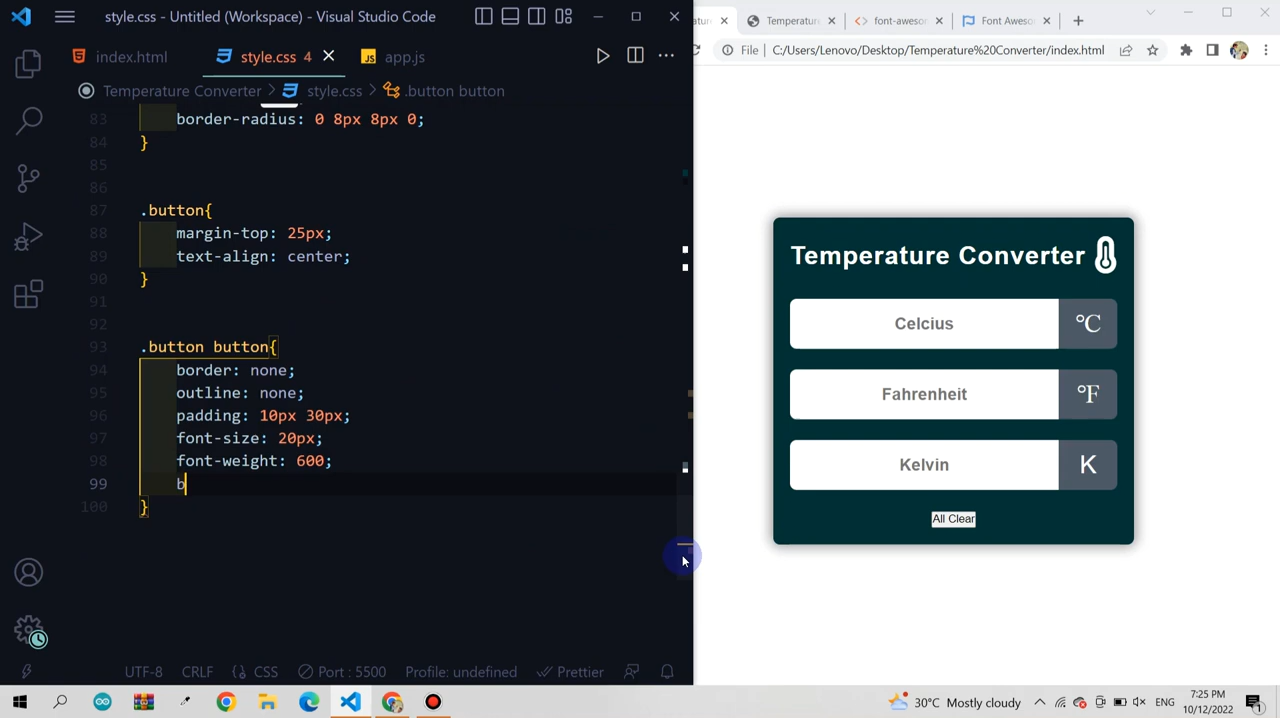 style.css - Untitled (Workspace) - Visual Studio Code
index.html
style.css 4
app.js
Temperature Converter > style.css > .button button
83 border-radius: 0 8px 8px 0;
84 }
85
86
87 .button{
88 margin-top: 25px;
89 text-align: center;
90 }
91
92
93 .button button{
94 border: none;
95 outline: none;
96 padding: 10px 30px;
97 font-size: 20px;
98 font-weight: 600;
99 b
100 }
UTF-8 CRLF {} CSS Port : 5500 Profile: undefined Prettier
Temperature
font-aweso
Font Aweso
File C:/Users/Lenovo/Desktop/Temperature%20Converter/index.html
Temperature Converter
Celcius °C
Fahrenheit °F
Kelvin K
All Clear
30°C Mostly cloudy
ENG
7:25 PM
10/12/2022
1